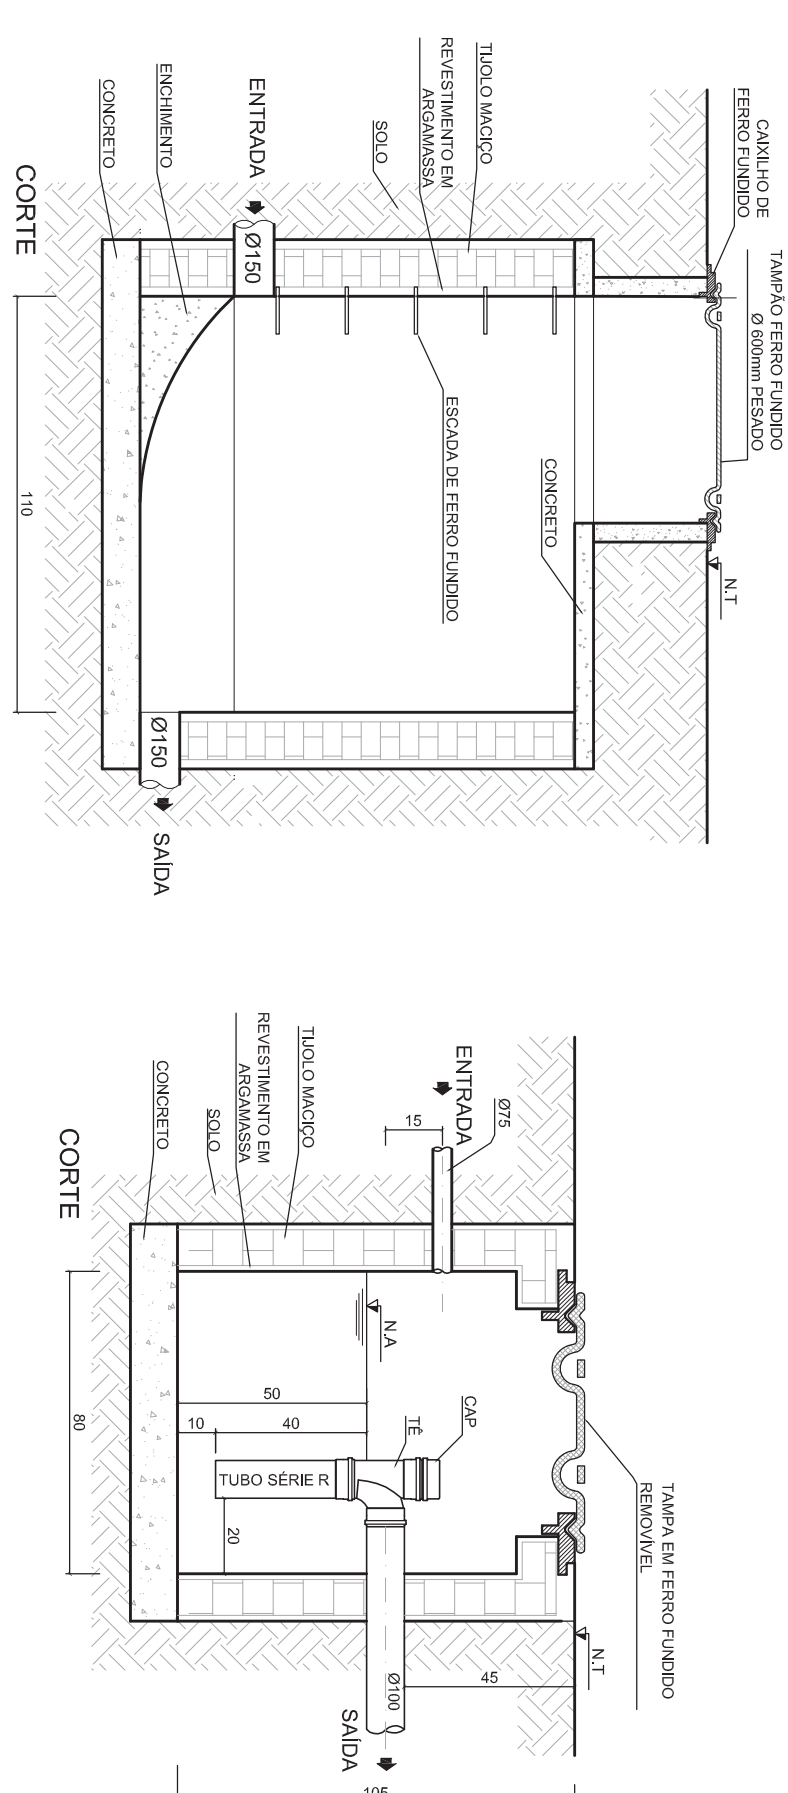 CAIXILHO DE
FERRO FUNDIDO
TAMPÃO FERRO FUNDIDO
Ø 600mm PESADO
N.T
TIJOLO MACIÇO
REVESTIMENTO EM
ARGAMASSA
SOLO
ENTRADA
Ø150
ENCHIMENTO
CONCRETO
ESCADA DE FERRO FUNDIDO
CONCRETO
Ø150
SAÍDA
110
CORTE
TAMPA EM FERRO FUNDIDO
REMOVÍVEL
N.T
Ø75
ENTRADA
15
TIJOLO MACIÇO
REVESTIMENTO EM
ARGAMASSA
SOLO
CONCRETO
N.A
CAP
TÊ
50
10
40
TUBO SÉRIE R
20
Ø100
45
SAÍDA
80
105
CORTE